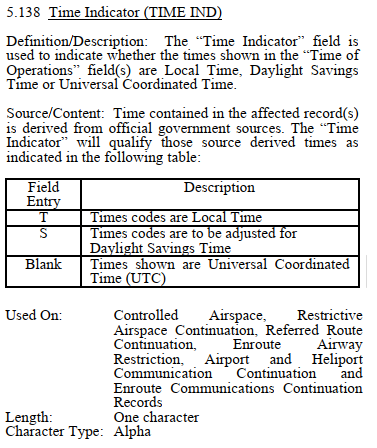 5.138 Time Indicator (TIME IND)
Definition/Description: The “Time Indicator” field is
used to indicate whether the times shown in the “Time of
Operations” field(s) are Local Time, Daylight Savings
Time or Universal Coordinated Time.
Source/Content: Time contained in the affected record(s)
is derived from official government sources. The “Time
Indicator” will qualify those source derived times as
indicated in the following table:
Field Entry Description
T Times codes are Local Time
S Times codes are to be adjusted for
Daylight Savings Time
Blank Times shown are Universal Coordinated
Time (UTC)
Used On: Controlled Airspace, Restrictive
Airspace Continuation, Referred Route
Continuation, Enroute Airway
Restriction, Airport and Heliport
Communication Continuation and
Enroute Communications Continuation
Records
Length: One character
Character Type: Alpha